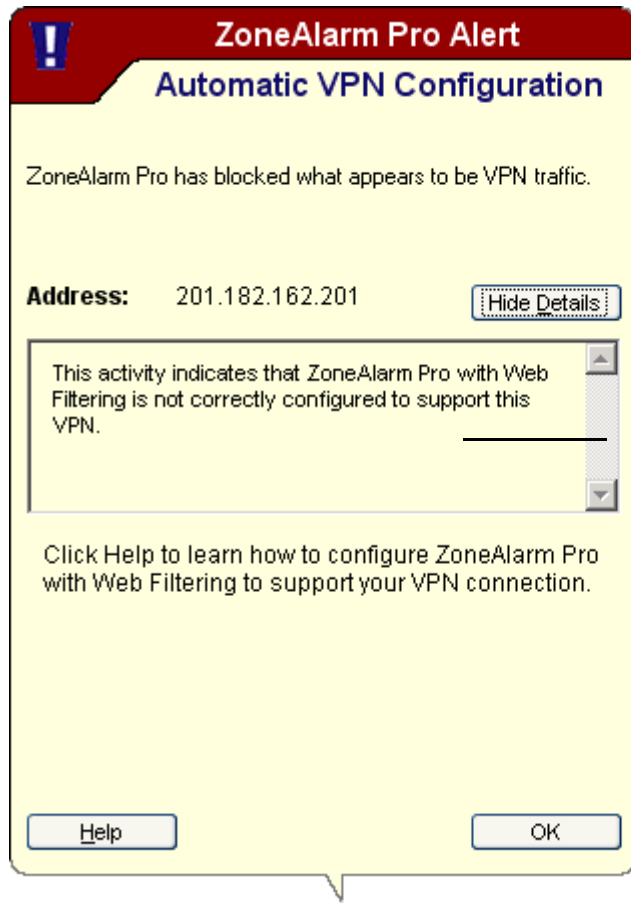 ZoneAlarm Pro Alert
Automatic VPN Configuration
ZoneAlarm Pro has blocked what appears to be VPN traffic.
Address: 201.182.162.201 Hide Details
This activity indicates that ZoneAlarm Pro with Web
Filtering is not correctly configured to support this
VPN.
Click Help to learn how to configure ZoneAlarm Pro
with Web Filtering to support your VPN connection.
Help OK